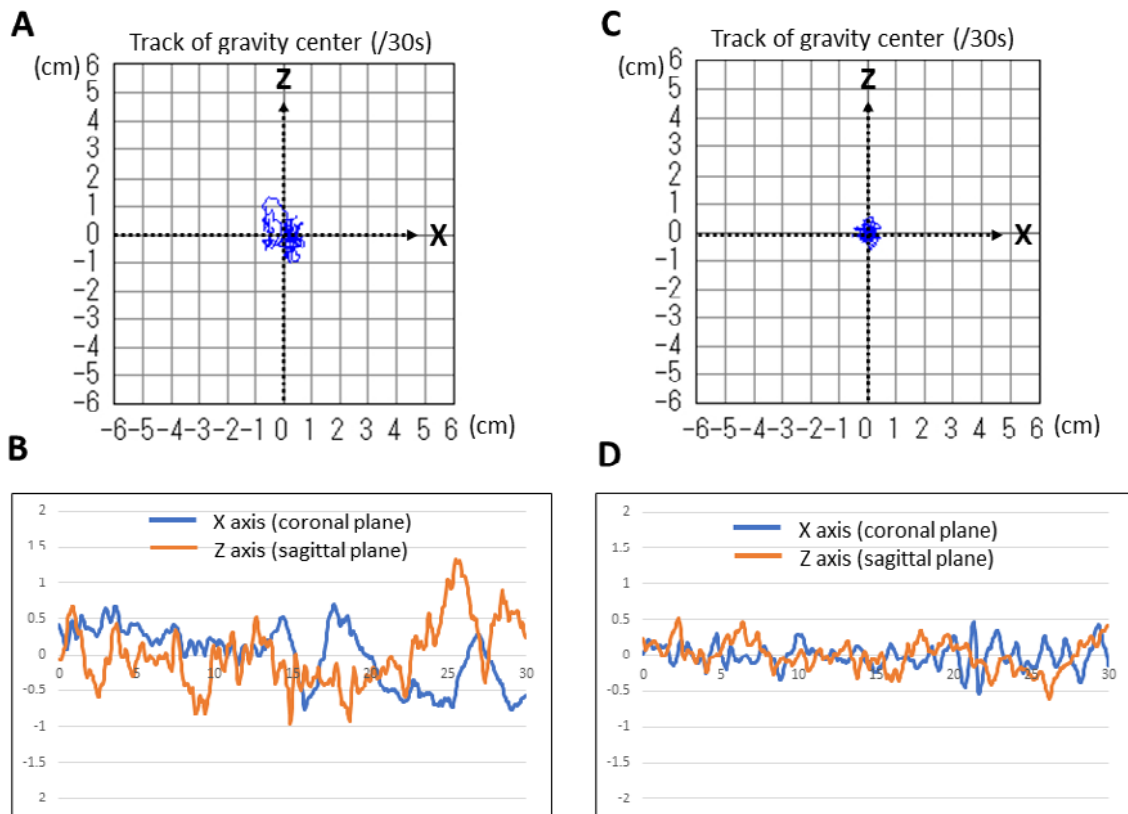 A
Track of gravity center (/30s)
(cm)
6
5
4
3
2
1
0
-1
-2
-3
-4
-5
-6
Z
X
-6-5-4-3-2-1 0 1 2 3 4 5 6 (cm)
C
Track of gravity center (/30s)
(cm)
6
5
4
3
2
1
0
-1
-2
-3
-4
-5
-6
Z
X
-6-5-4-3-2-1 0 1 2 3 4 5 6 (cm)
B
X axis (coronal plane)
Z axis (sagittal plane)
2
1.5
1
0.5
0
-0.5
-1
-1.5
2
0 5 10 15 20 25 30
D
X axis (coronal plane)
Z axis (sagittal plane)
2
1.5
1
0.5
0
-0.5
-1
-1.5
-2
0 5 10 15 20 25 30